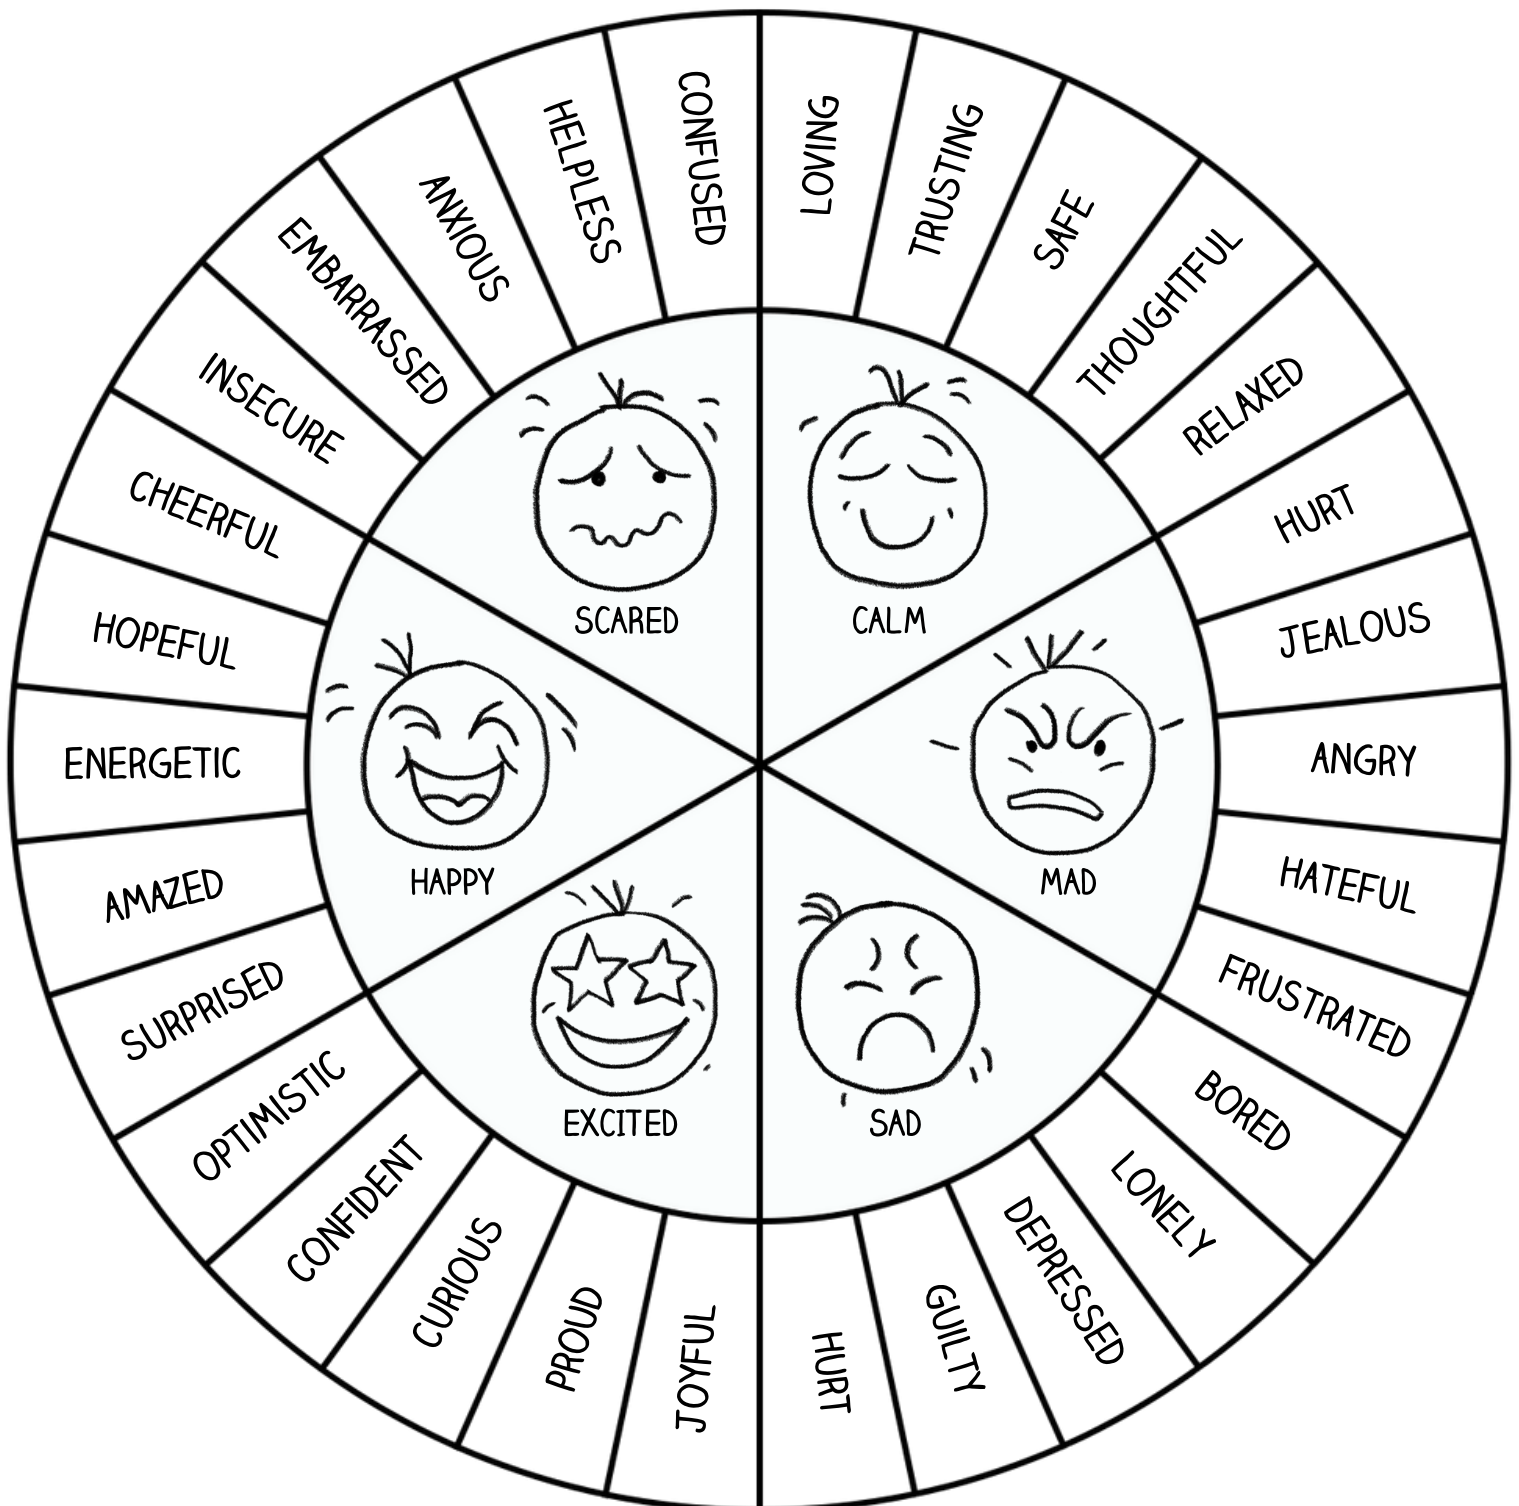 LOVING
TRUSTING
SAFE
THOUGHTFUL
RELAXED
HURT
JEALOUS
ANGRY
HATEFUL
FRUSTRATED
BORED
LONELY
DEPRESSED
GUILTY
HURT
JOYFUL
PROUD
CURIOUS
CONFIDENT
OPTIMISTIC
SURPRISED
AMAZED
ENERGETIC
HOPEFUL
CHEERFUL
INSECURE
EMBARRASSED
ANXIOUS
HELPLESS
CONFUSED
CALM
MAD
SAD
EXCITED
HAPPY
SCARED